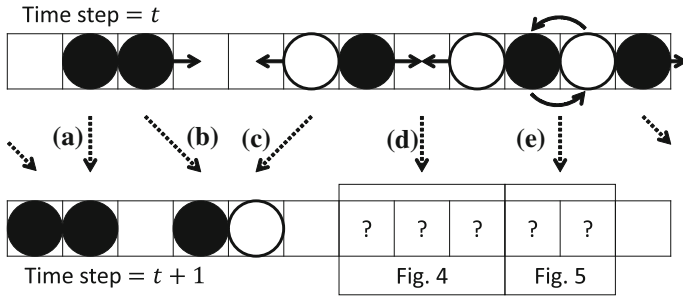 Time step = t
(a) (b) (c) (d) (e)
? ? ? ? ?
Time step = t + 1 Fig. 4 Fig. 5